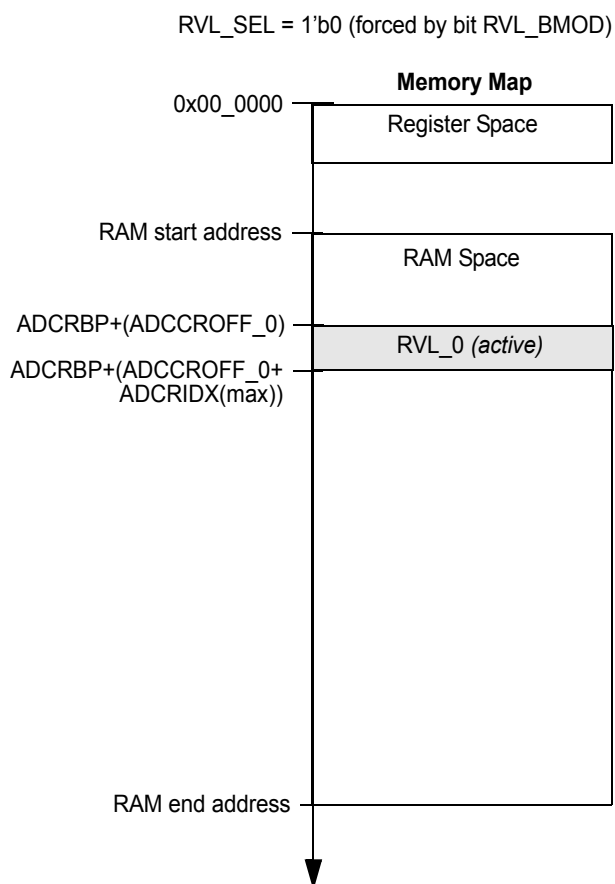 RVL_SEL = 1'b0 (forced by bit RVL_BMOD)
Memory Map
0x00_0000
Register Space
RAM start address
RAM Space
ADCRBP+(ADCCROFF_0)
RVL_0 (active)
ADCRBP+(ADCCROFF_0+
ADCRIDX(max))
RAM end address